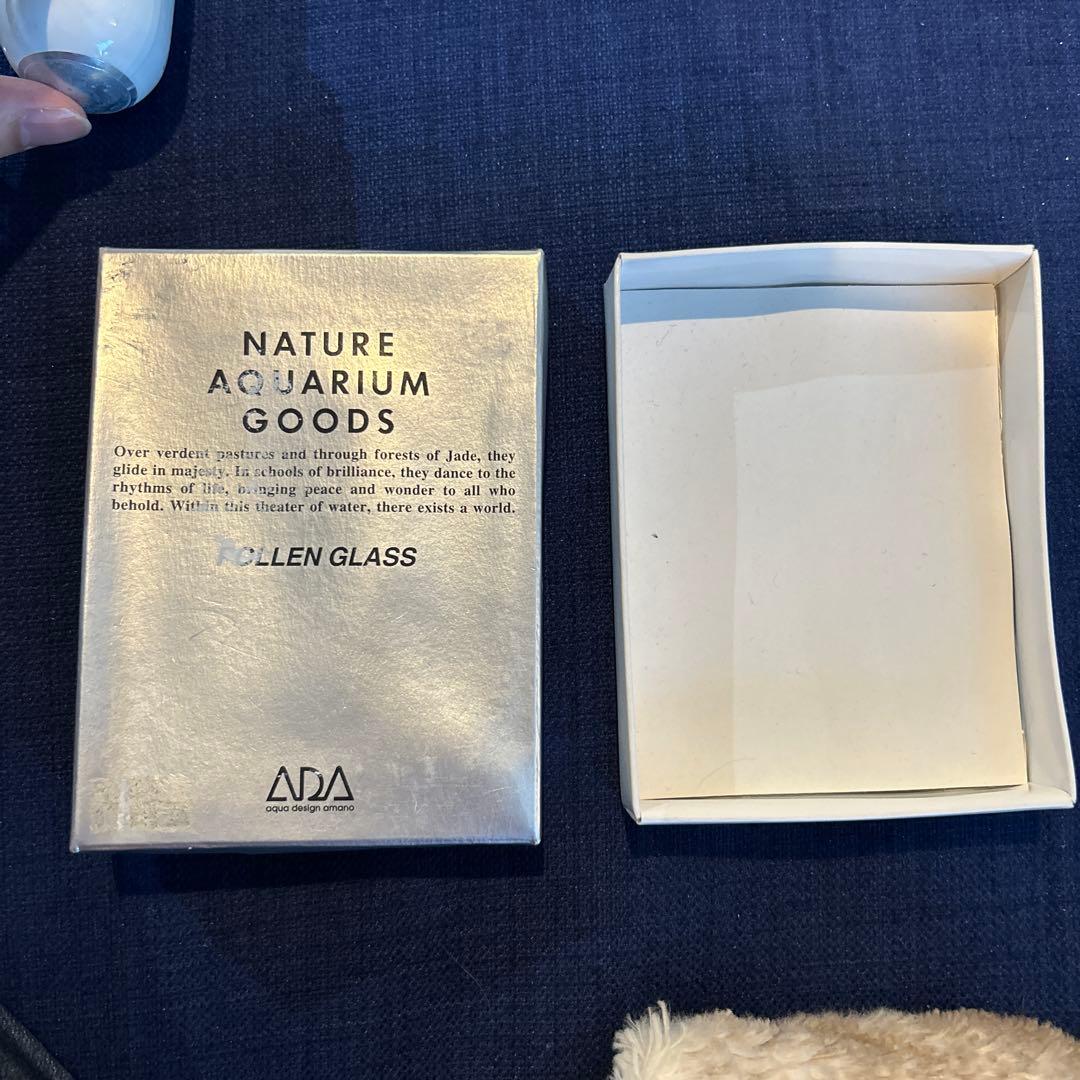 NATURE
AQUARIUM
GOODS
Over verdent pastures and through forests of Jade, they
glide in majesty. In schools of brilliance, they dance to the
rhythms of life, bringing peace and wonder to all who
behold. Within this theater of water, there exists a world.
POLLEN GLASS
ADA
aqua design amano